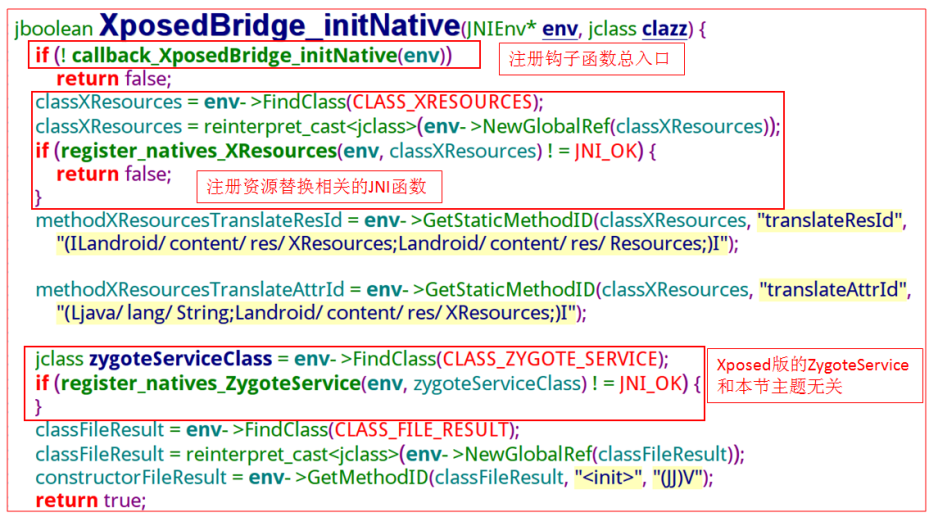 jboolean XposedBridge_initNative(JNIEnv* env, jclass clazz) {
if (! callback_XposedBridge_initNative(env))
注册钩子函数总入口
return false;
classXResources = env- >FindClass(CLASS_XRESOURCES);
classXResources = reinterpret_cast<jclass>(env- >NewGlobalRef(classXResources));
if (register_natives_XResources(env, classXResources) ! = JNI_OK) {
return false;
注册资源替换相关的JNI函数
}
methodXResourcesTranslateResId = env- >GetStaticMethodID(classXResources, "translateResId",
"(ILandroid/ content/ res/ XResources;Landroid/ content/ res/ Resources;)I");
methodXResourcesTranslateAttrId = env- >GetStaticMethodID(classXResources, "translateAttrId",
"(Ljava/ lang/ String;Landroid/ content/ res/ XResources;)I");
jclass zygoteServiceClass = env- >FindClass(CLASS_ZYGOTE_SERVICE);
if (register_natives_ZygoteService(env, zygoteServiceClass) ! = JNI_OK) {
}
Xposed版的ZygoteService
和本节主题无关
classFileResult = env- >FindClass(CLASS_FILE_RESULT);
classFileResult = reinterpret_cast<jclass>(env- >NewGlobalRef(classFileResult));
constructorFileResult = env- >GetMethodID(classFileResult, "<init>", "(JJ)V");
return true;